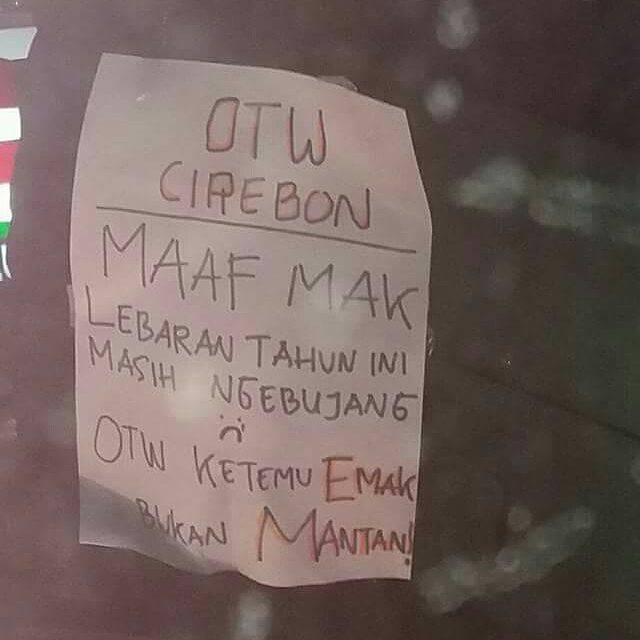 OTW
CIREBON
MAAF MAK
LEBARAN TAHUN INI
MASIH NGEBUJANG
OTW KETEMU EMAK
BUKAN MANTAN!